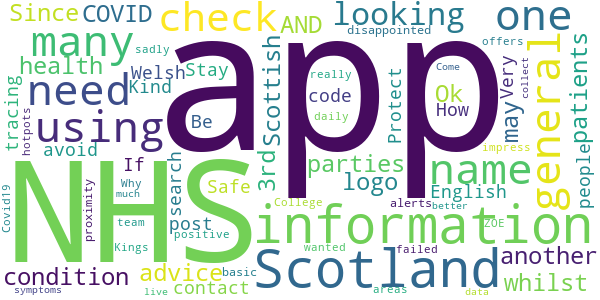 Since COVID AND looking disappointed one offers
many check sadly Come
health Welsh Stay really code Ok Very
tracing need Kind Scottish app Protect How may general patients
hotpots using Be daily impress collect
avoid If 3rd parties English people
Covid19 NHS search logo name
proximity Why Safe College alerts better
much post information
team positive wanted ZOE
Kings basic Scotland failed another
condition advice areas whilst
symptoms live contact data